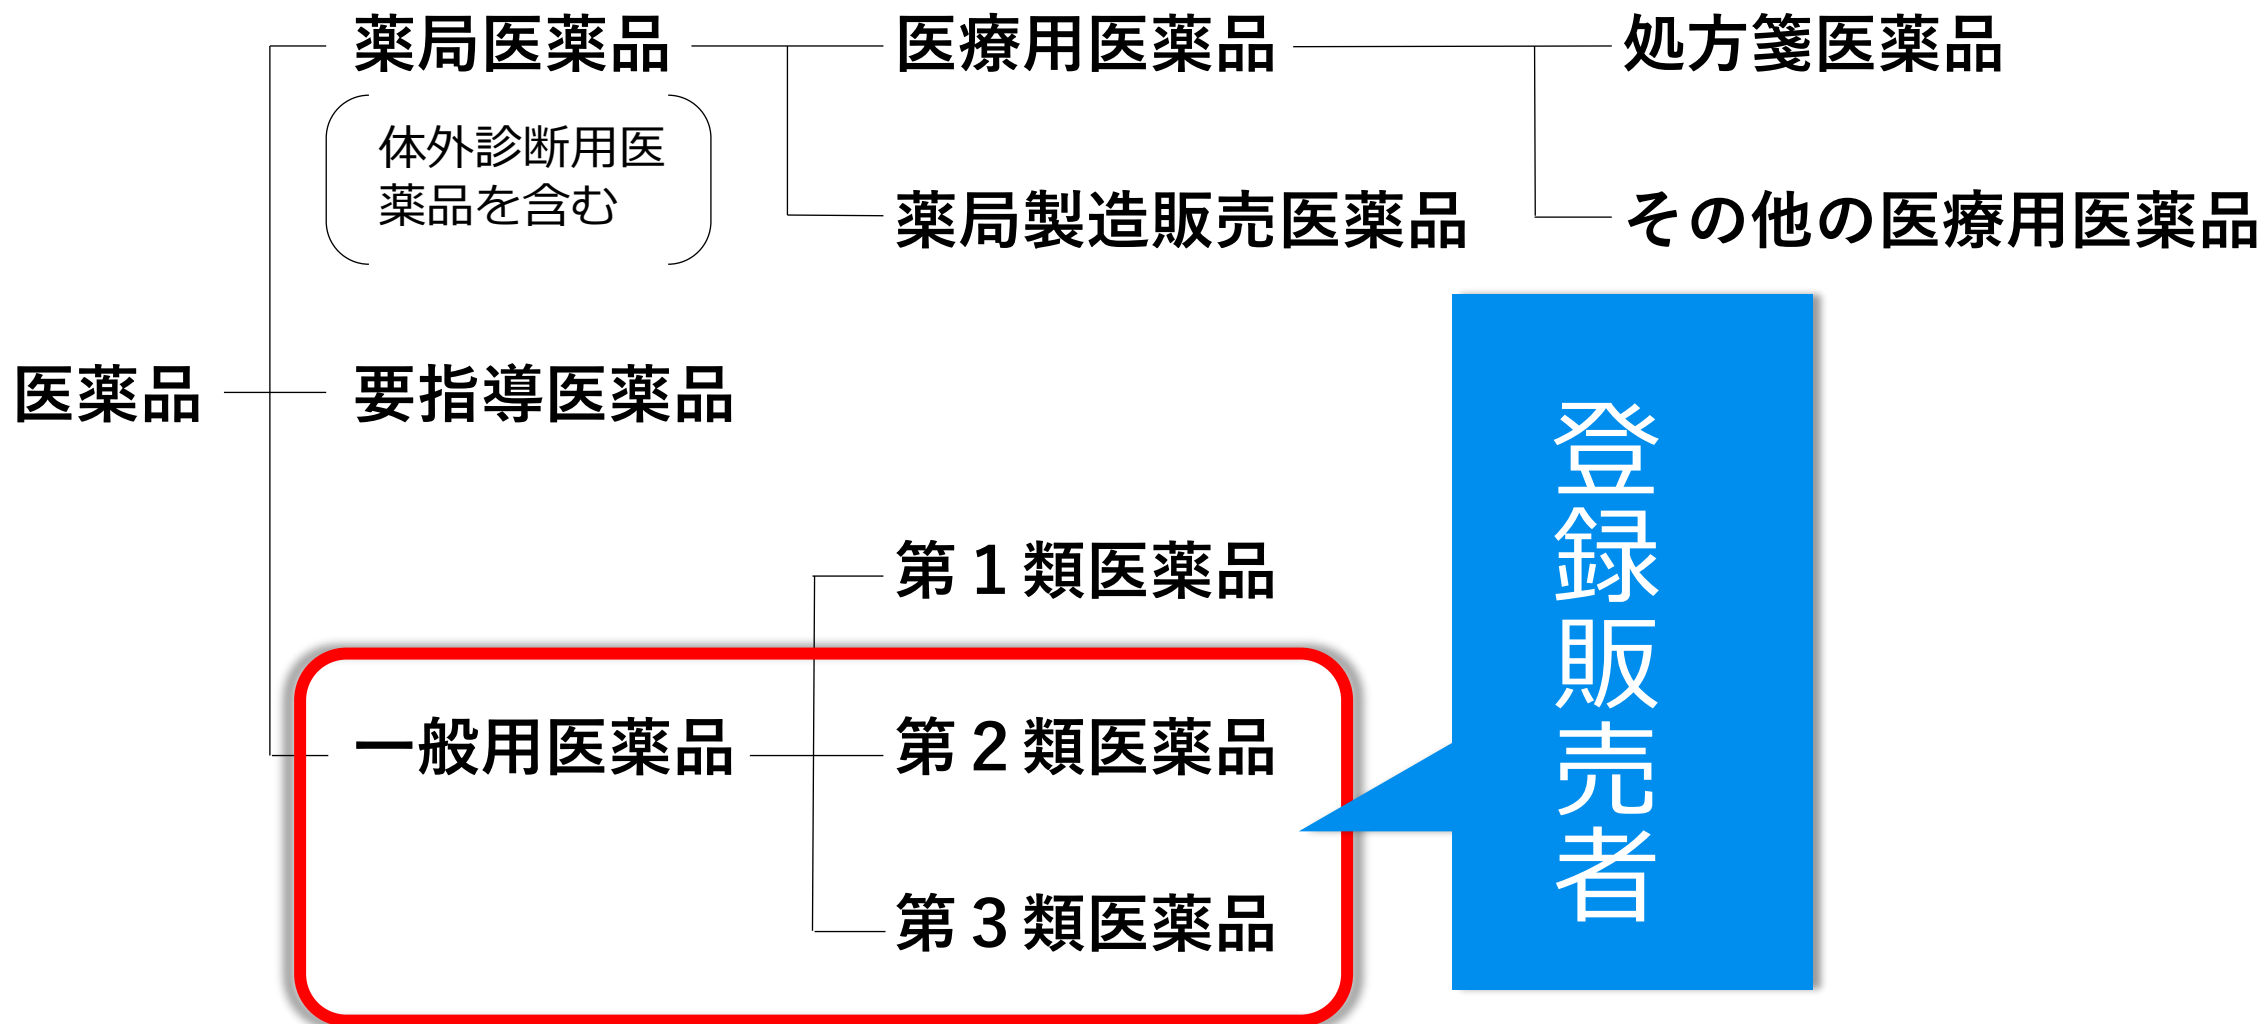 薬局医薬品
医療用医薬品
処方箋医薬品
体外診断用医
薬品を含む
薬局製造販売医薬品
その他の医療用医薬品
医薬品
要指導医薬品
第１類医薬品
一般用医薬品
第２類医薬品
第３類医薬品
登録販売者